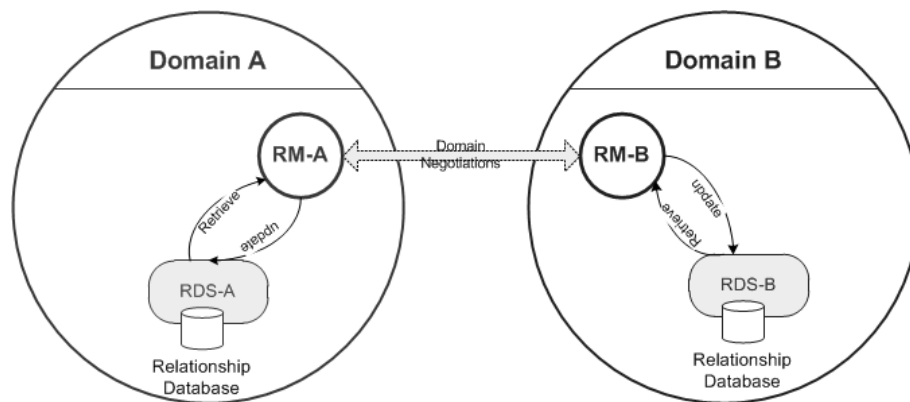 Domain A
Domain B
RM-A
Domain
Negotiations
RM-B
Retrieve
update
update
Retrieve
RDS-A
RDS-B
Relationship
Database
Relationship
Database